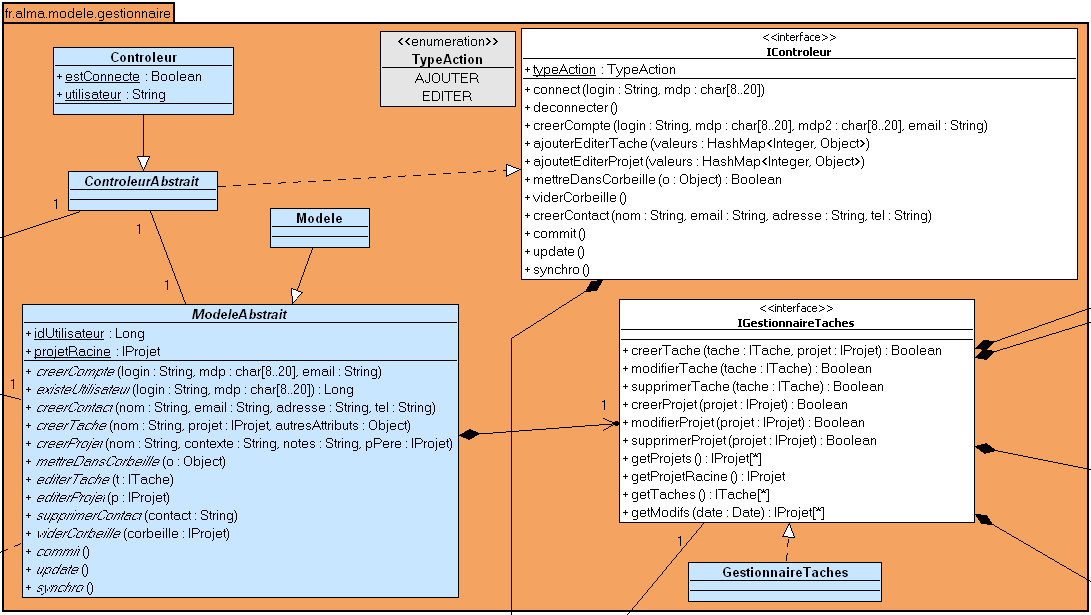 fr.alma.modele.gestionnaire
Controleur
+ estConnecte : Boolean
+ utilisateur : String
<<enumeration>>
TypeAction
AJOUTER
EDITER
<<interface>>
IControleur
+ typeAction : TypeAction
+ connect (login : String, mdp : char[8..20])
+ deconnecter ()
+ creerCompte (login : String, mdp : char[8..20], mdp2 : char[8..20], email : String)
+ ajouterEditerTache (valeurs : HashMap<Integer, Object>)
+ ajoutetEditerProjet (valeurs : HashMap<Integer, Object>)
+ mettreDansCorbeille (o : Object) : Boolean
+ viderCorbeille ()
+ creerContact (nom : String, email : String, adresse : String, tel : String)
+ commit ()
+ update ()
+ synchro ()
ControleurAbstrait
1
1
Modele
1
ModeleAbstrait
+ idUtilisateur : Long
+ projetRacine : IProjet
+ creerCompte (login : String, mdp : char[8..20], email : String)
+ existeUtilisateur (login : String, mdp : char[8..20]) : Long
+ creerContact (nom : String, email : String, adresse : String, tel : String)
+ creerTache (nom : String, projet : IProjet, autresAttributs : Object)
+ creerProjet (nom : String, contexte : String, notes : String, pPere : IProjet)
+ mettreDansCorbeille (o : Object)
+ editerTache (t : ITache)
+ editerProjet (p : IProjet)
+ supprimerContact (contact : String)
+ viderCorbeille (corbeille : IProjet)
+ commit ()
+ update ()
+ synchro ()
1
1
<<interface>>
IGestionnaireTaches
+ creerTache (tache : ITache, projet : IProjet) : Boolean
+ modifierTache (tache : ITache) : Boolean
+ supprimerTache (tache : ITache) : Boolean
+ creerProjet (projet : IProjet) : Boolean
+ modifierProjet (projet : IProjet) : Boolean
+ supprimerProjet (projet : IProjet) : Boolean
+ getProjets () : IProjet[*]
+ getProjetRacine () : IProjet
+ getTaches () : ITache[*]
+ getModifs (date : Date) : IProjet[*]
1
GestionnaireTaches